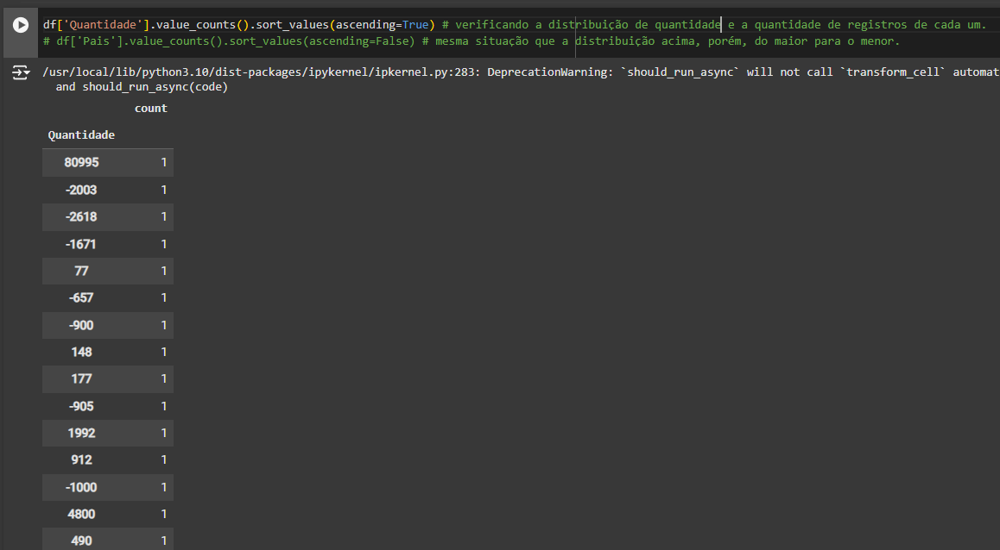 df['Quantidade'].value_counts().sort_values(ascending=True) # verificando a distribuição de quantidade e a quantidade de registros de cada um.
# df['Pais'].value_counts().sort_values(ascending=False) # mesma situação que a distribuição acima, porém, do maior para o menor.
/usr/local/lib/python3.10/dist-packages/ipykernel/ipkernel.py:283: DeprecationWarning: `should_run_async` will not call `transform_cell` automat
and should_run_async(code)
count
Quantidade
80995 1
-2003 1
-2618 1
-1671 1
77 1
-657 1
-900 1
148 1
177 1
-905 1
1992 1
912 1
-1000 1
4800 1
490 1